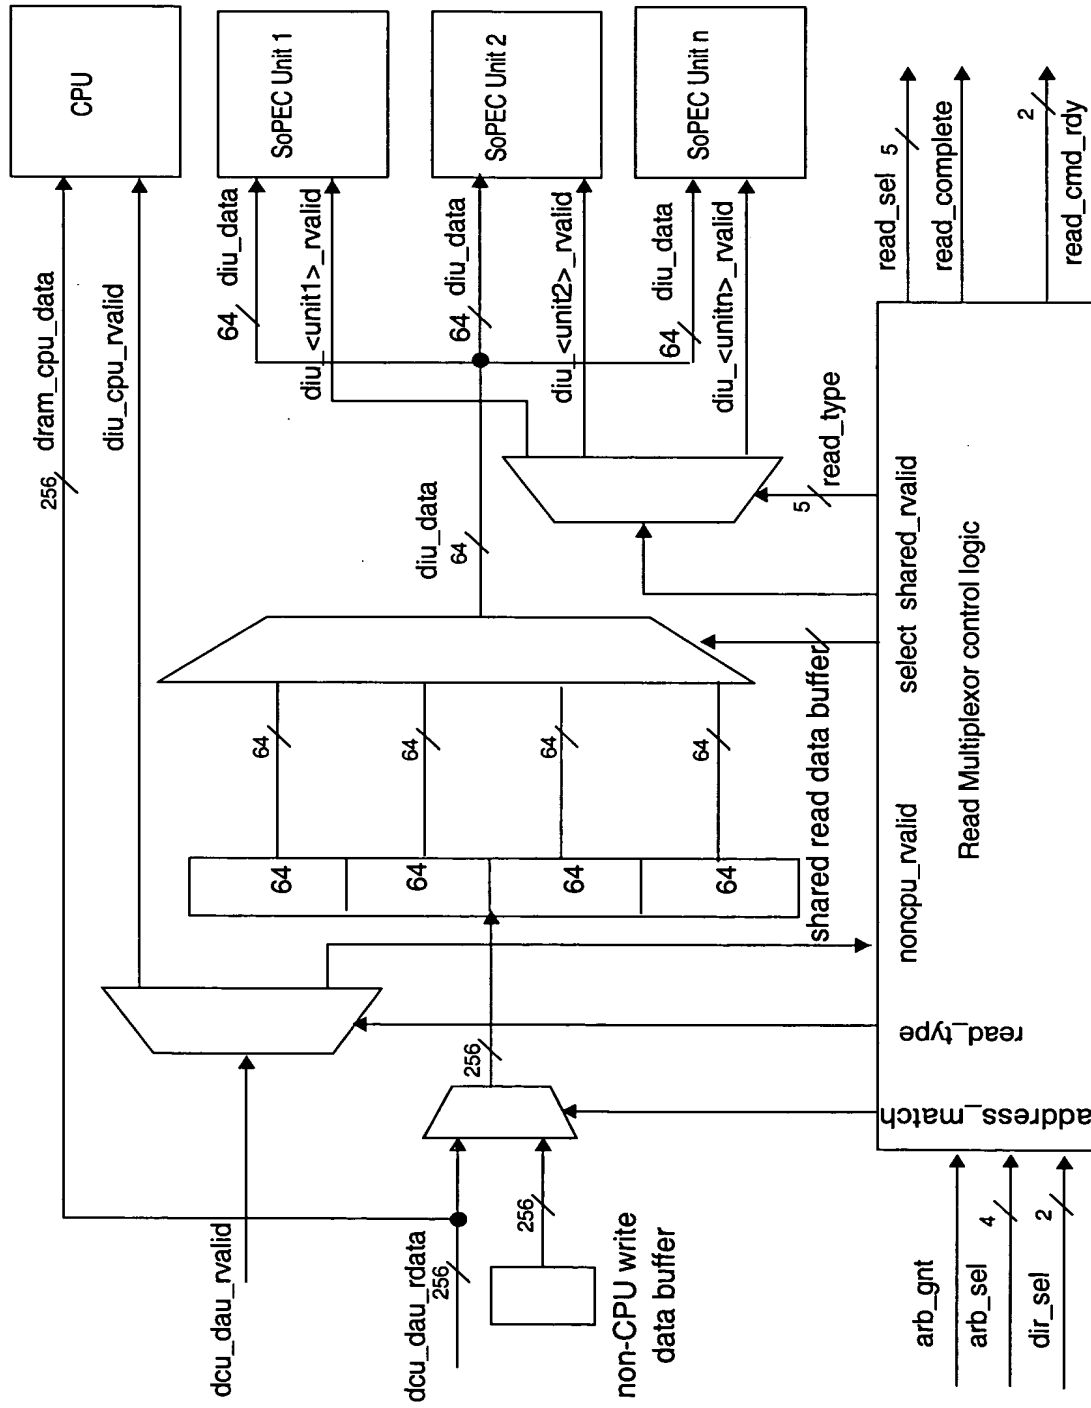 CPU
SoPEC Unit 1
SoPEC Unit 2
SoPEC Unit n
256
dram_cpu_data
diu_cpu_rvalid
64
diu_data
diu_<unit1>_rvalid
64
diu_data
diu_<unit2>_rvalid
64
diu_data
diu_<unitn>_rvalid
diu_data
64
5
read_type
64
64
64
64
64
64
64
64
shared read data buffer
256
dcu_dau_rvalid
dcu_dau_rdata
256
256
non-CPU write
data buffer
address_match
read_type
noncpu_rvalid
select
shared_rvalid
Read Multiplexor control logic
arb_gnt
arb_sel
4
dir_sel
2
read_sel
5
read_complete
2
read_cmd_rdy